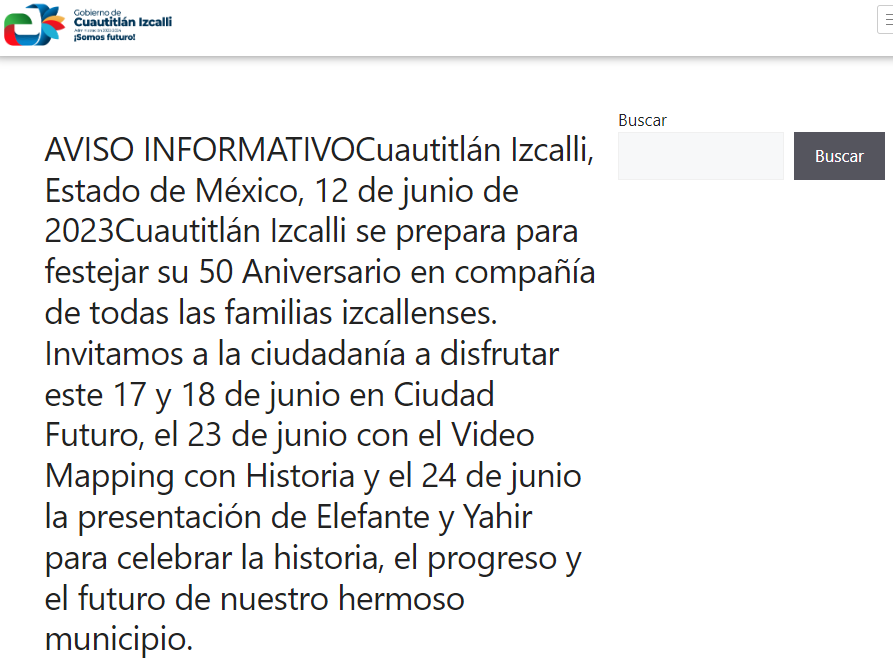 Gobierno de
Cuautitlán Izcalli
¡Somos futuro!
Buscar
Buscar
AVISO INFORMATIVOCuautitlán Izcalli,
Estado de México, 12 de junio de
2023Cuautitlán Izcalli se prepara para
festejar su 50 Aniversario en compañía
de todas las familias izcallenses.
Invitamos a la ciudadanía a disfrutar
este 17 y 18 de junio en Ciudad
Futuro, el 23 de junio con el Video
Mapping con Historia y el 24 de junio
la presentación de Elefante y Yahir
para celebrar la historia, el progreso y
el futuro de nuestro hermoso
municipio.